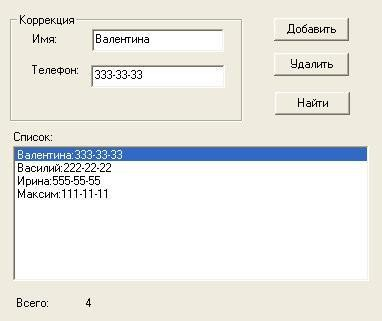 Коррекция
Имя: Валентина
Добавить
Телефон: 333-33-33
Удалить
Найти
Список:
Валентина:333-33-33
Василий:222-22-22
Ирина:555-55-55
Максим:111-11-11
Всего: 4